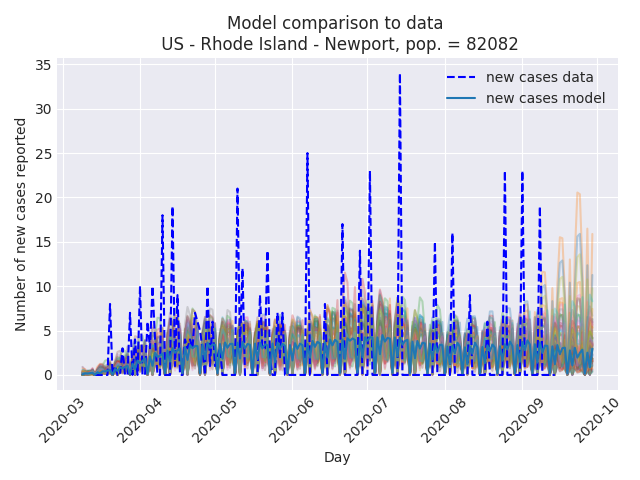 Model comparison to data
US - Rhode Island - Newport, pop. = 82082
new cases data
new cases model
Number of new cases reported
35
30
25
20
15
10
5
0
2020-03
2020-04
2020-05
2020-06
2020-07
2020-08
2020-09
2020-10
Day